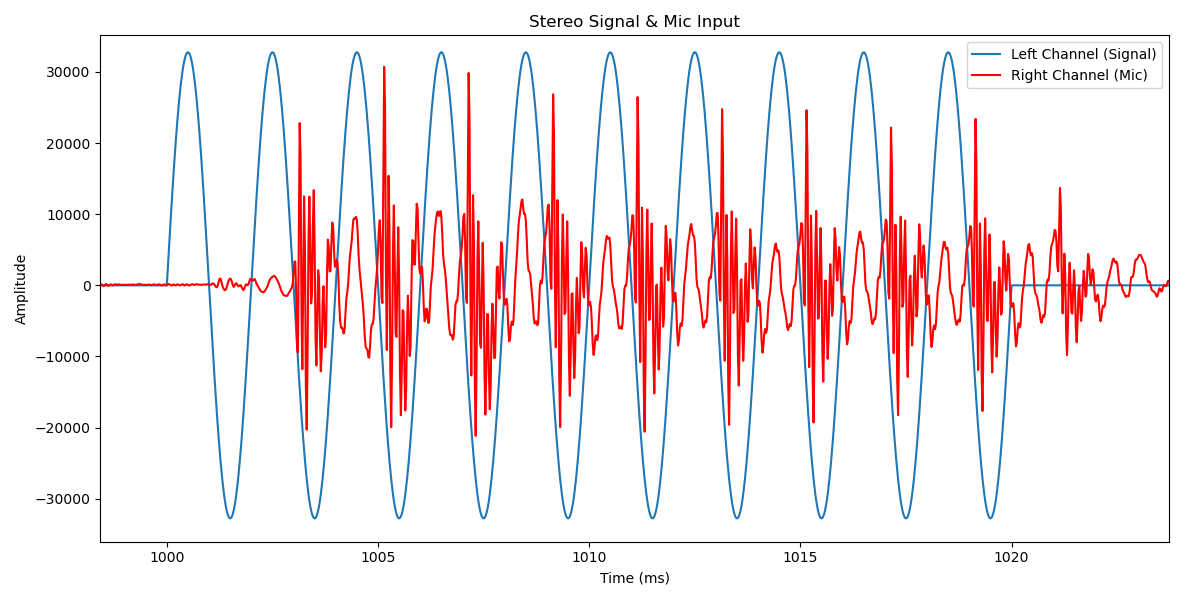 Stereo Signal & Mic Input
Left Channel (Signal)
Right Channel (Mic)
Amplitude
30000
20000
10000
0
−10000
−20000
−30000
1000
1005
1010
1015
1020
Time (ms)